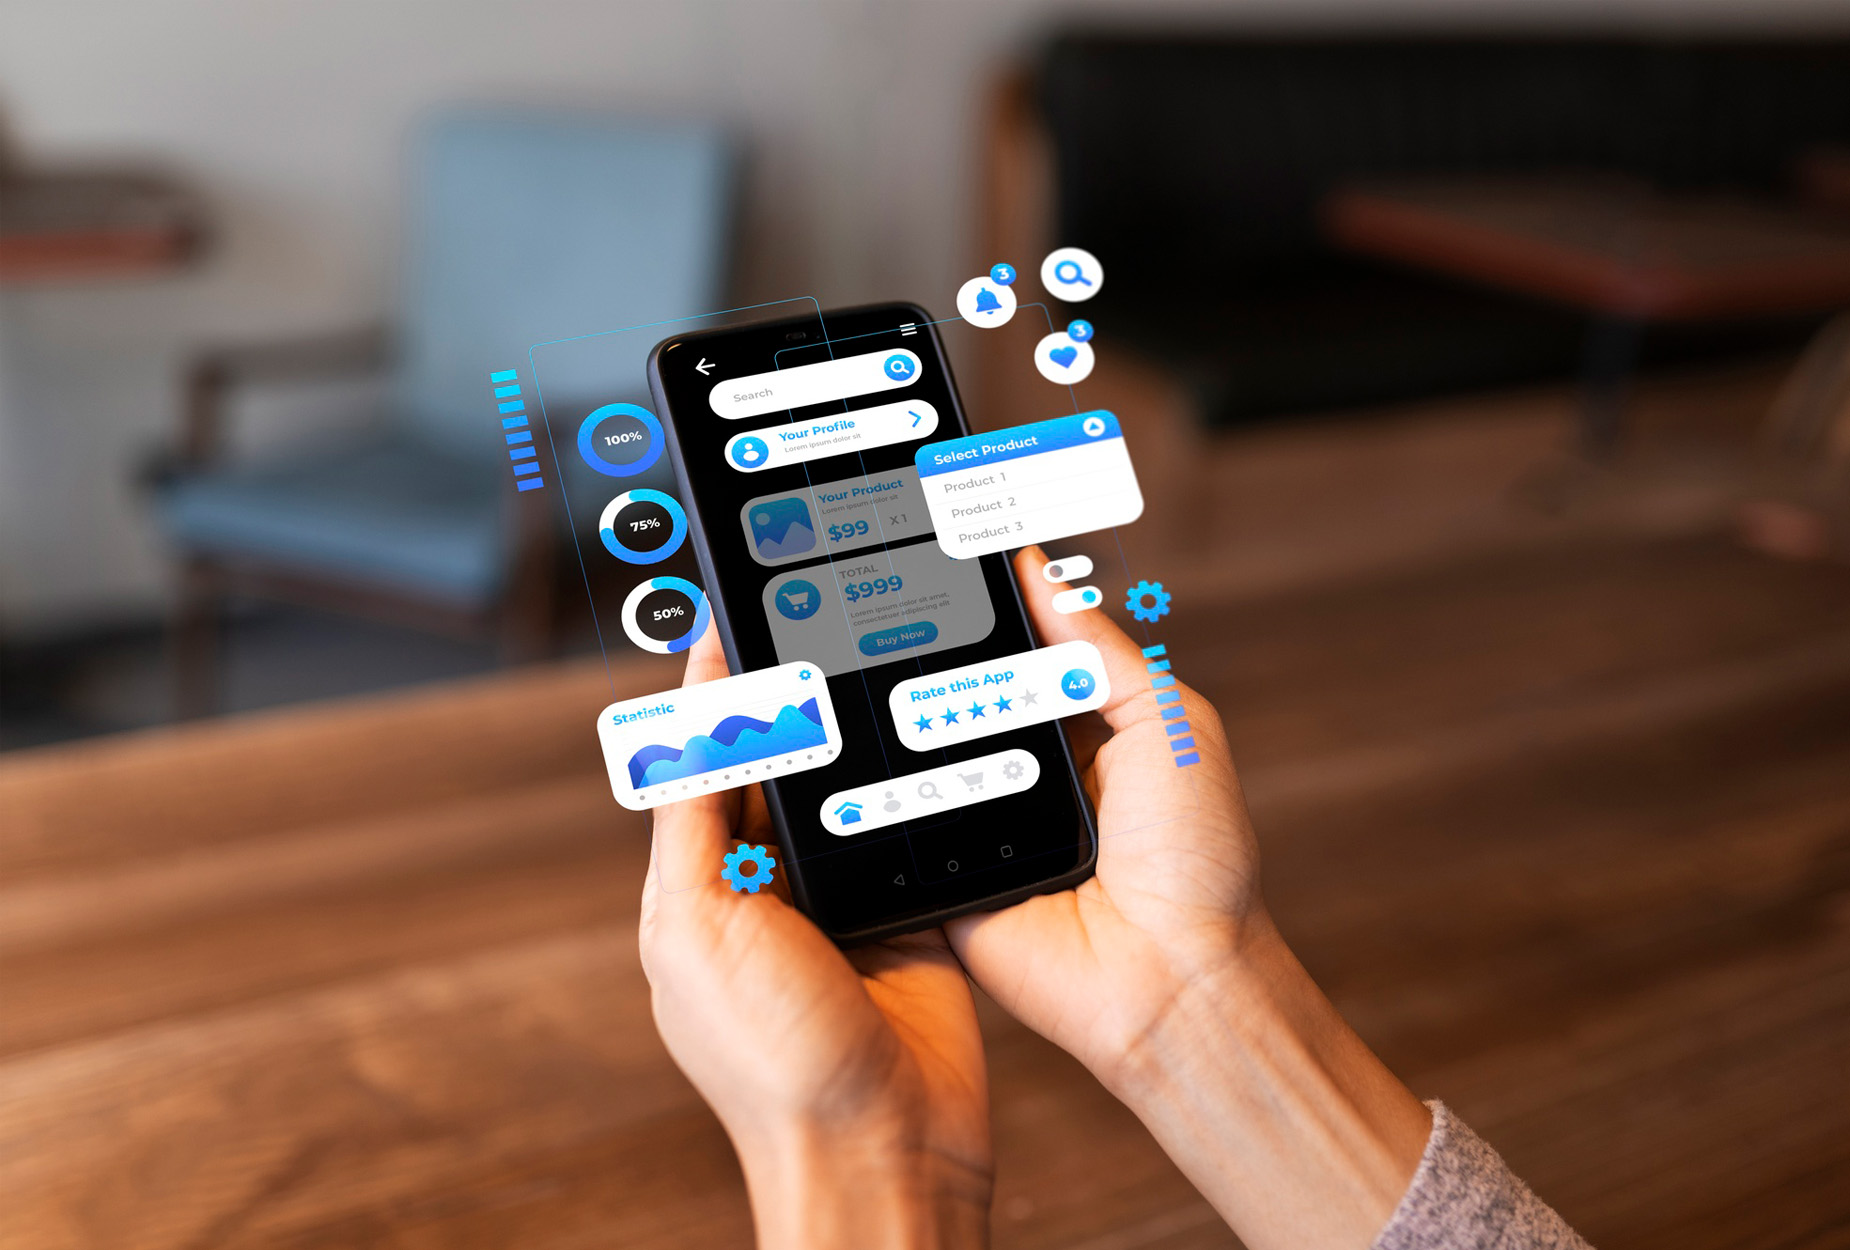 3
3
Search
Your Profile
Lorem ipsum dolor sit
100%
75%
50%
Select Product
Product 1
Product 2
Product 3
Your Product
Lorem ipsum dolor sit
$99
X 1
TOTAL
$999
Lorem ipsum dolor sit amet,
consectetuer adipiscing elit
Buy Now
Statistic
Rate this App
4.0